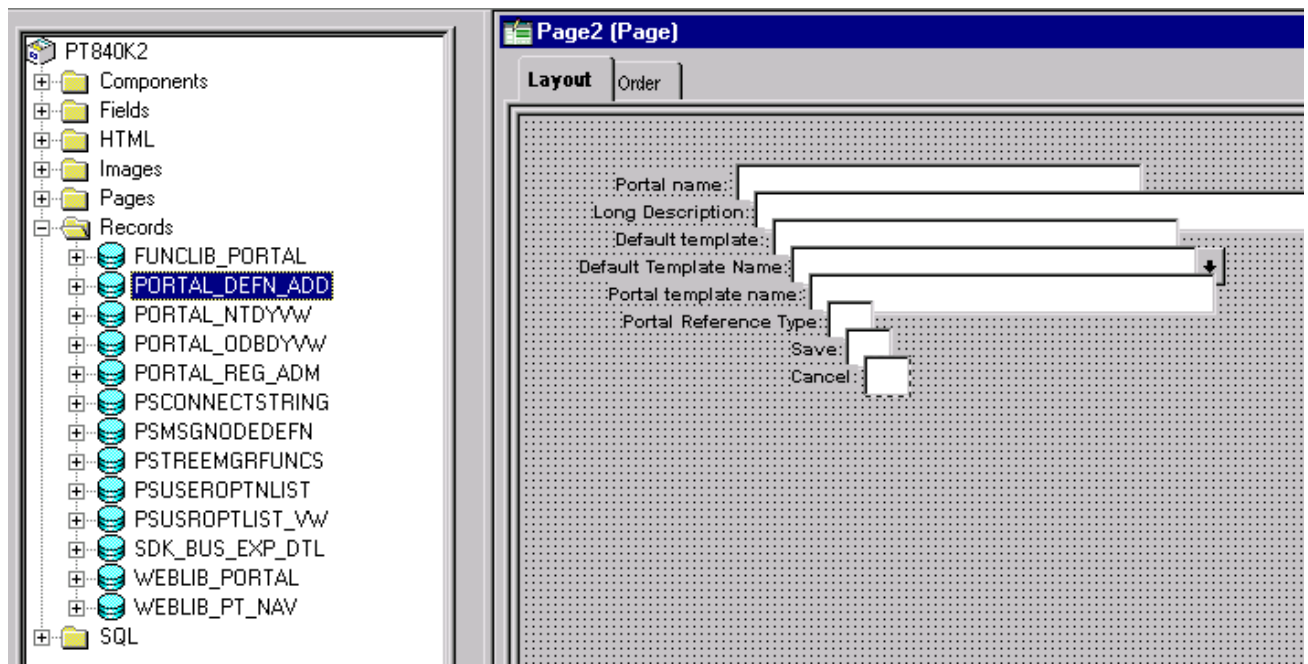 PT840K2
Components
Fields
HTML
Images
Pages
Records
FUNCLIB_PORTAL
PORTAL_DEFN_ADD
PORTAL_NTDYVW
PORTAL_ODBDYVW
PORTAL_REG_ADM
PSCONNECTSTRING
PSMSGNODEDEFN
PSTREEMGRFUNCS
PSUSEROPTNLIST
PSUSROPTLIST_VW
SDK_BUS_EXP_DTL
WEBLIB_PORTAL
WEBLIB_PT_NAV
SQL
Page2 (Page)
Layout Order
Portal name:
Long Description:
Default template:
Default Template Name:
Portal template name:
Portal Reference Type:
Save:
Cancel: